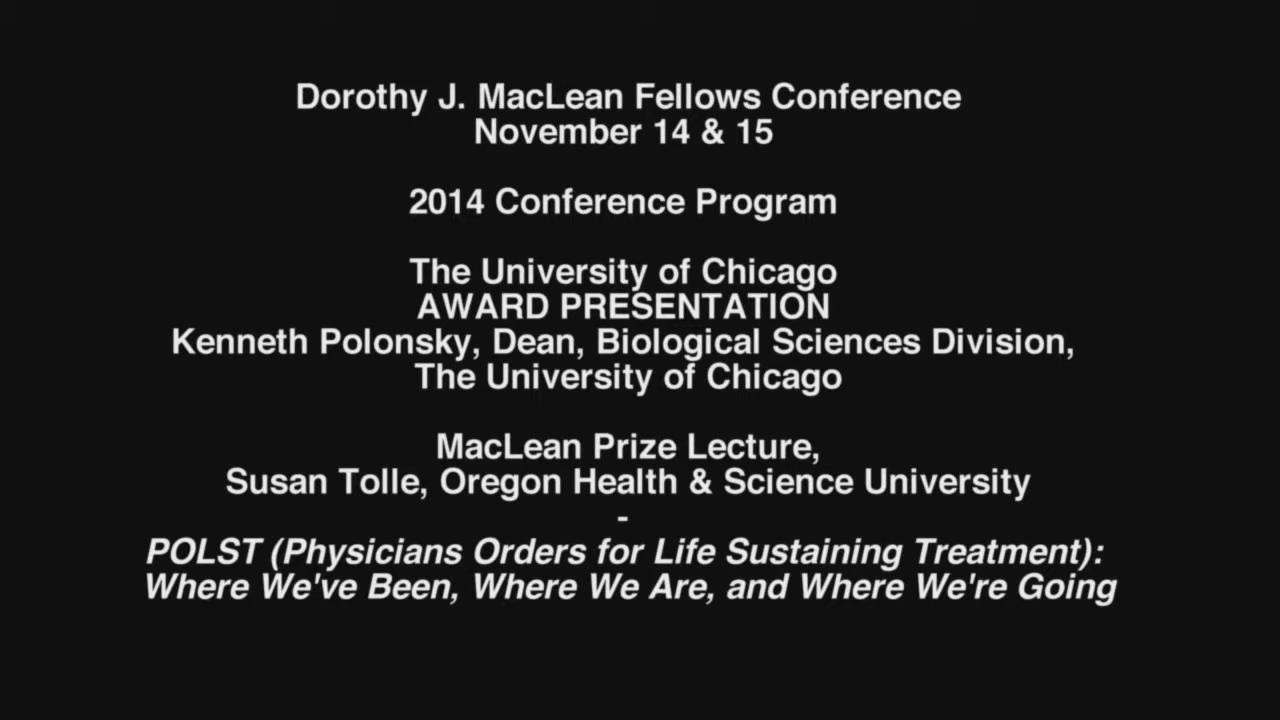 Dorothy J. MacLean Fellows Conference
November 14 & 15
2014 Conference Program
The University of Chicago
AWARD PRESENTATION
Kenneth Polonsky, Dean, Biological Sciences Division,
The University of Chicago
MacLean Prize Lecture,
Susan Tolle, Oregon Health & Science University
-
POLST (Physicians Orders for Life Sustaining Treatment):
Where We've Been, Where We Are, and Where We're Going